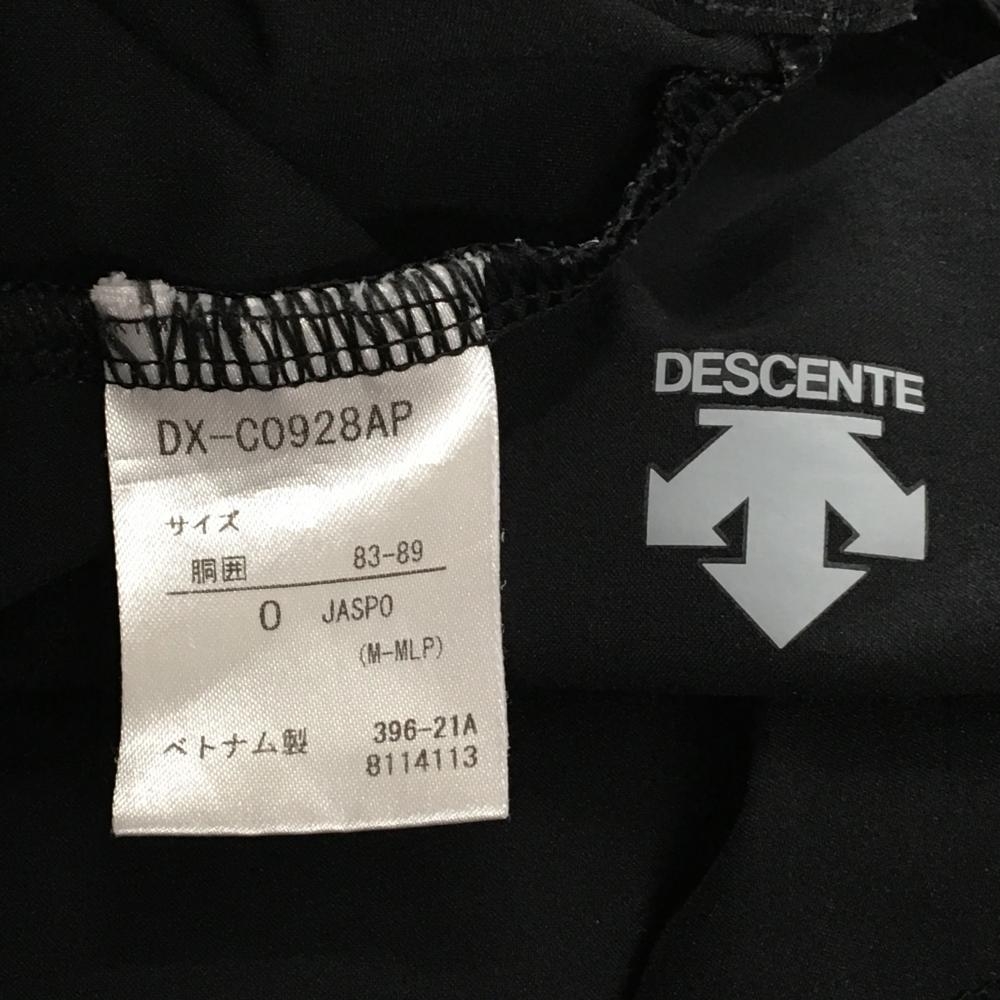 DX-C0928AP
サイズ
胴囲 83-89
O JASPO
(M-MLP)
ベトナム製 396-21A
8114113
DESCENTE